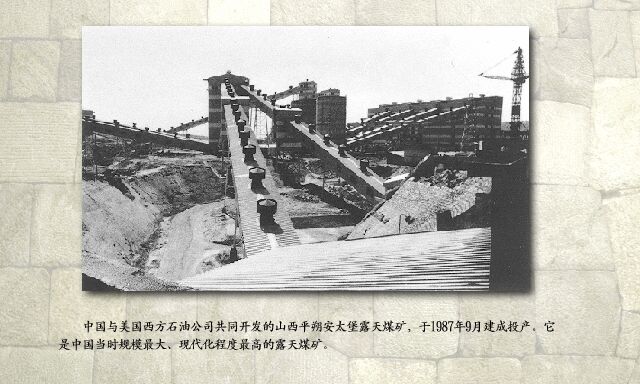 中国与美国西方石油公司共同开发的山西平朔安太堡露天煤矿，于1987年9月建成投产。它
是中国当时规模最大、现代化程度最高的露天煤矿。